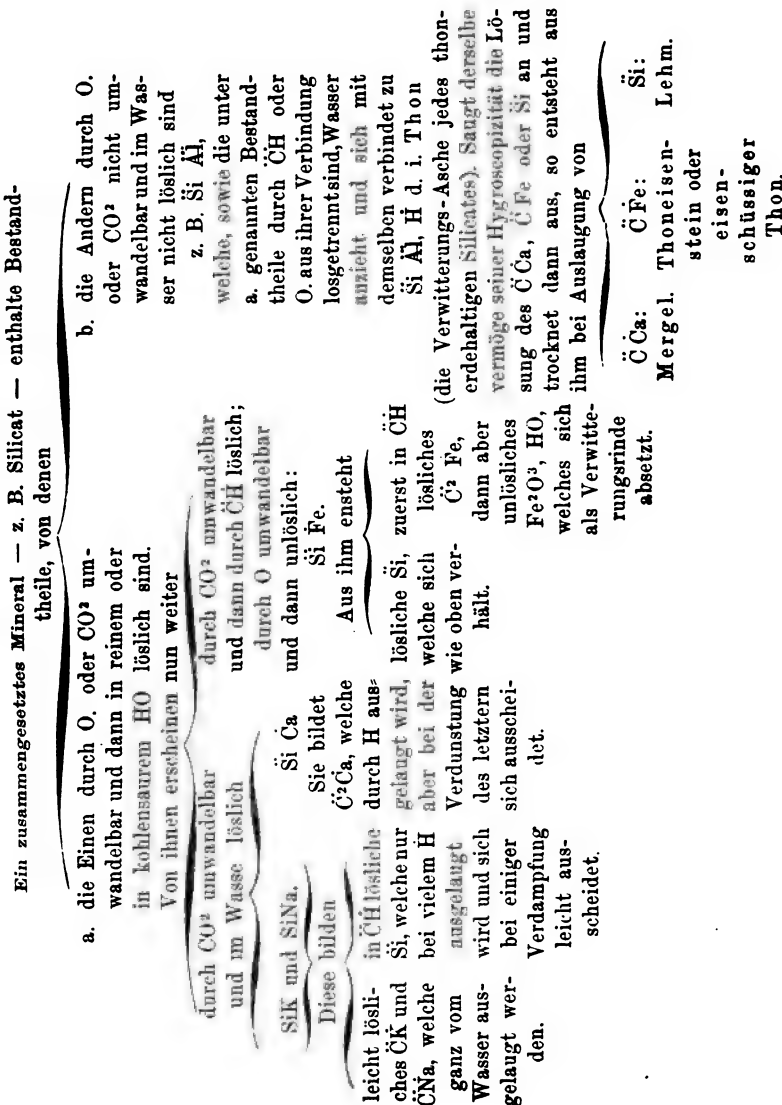 Ein zusammengesetztes Mineral — z. B. Silicat — enthalte Bestand-
theile, von denen
a. die Einen durch O. oder CO² um-
wandelbar und dann in reinem oder
in kohlensaurem HO löslich sind.
Von ihnen erscheinen nun weiter
durch CO² umwandelbar
und im Wasse löslich
S̈iK̇ und S̈iṄa.
Diese bilden
leicht lösli-
ches C̈K̇ und
C̈Ṅa, welche
ganz vom
Wasser aus-
gelaugt wer-
den.
in C̈Ḣ lösliche
S̈i, welche nur
bei vielem Ḣ
ausgelaugt
wird und sich
bei einiger
Verdampfung
leicht aus-
scheidet.
S̈i Ċa
Sie bildet
C̈²Ċa, welche
durch Ḣ aus-
gelaugt wird,
aber bei der
Verdunstung
des letztern
sich ausschei-
det.
durch CO² umwandelbar
und dann durch C̈Ḣ löslich;
durch O umwandelbar
und dann unlöslich:
S̈i Ḟe.
Aus ihm ensteht
lösliche S̈i,
welche sich
wie oben ver-
hält.
zuerst in C̈Ḣ
lösliches
C̈² Ḟe,
dann aber
unlösliches
Fe²O³, HO,
welches sich
als Verwitte-
rungsrinde
absetzt.
b. die Andern durch O.
oder CO² nicht um-
wandelbar und im Was-
ser nicht löslich sind
z. B. S̈i A̎l,
welche, sowie die unter
a. genannten Bestand-
theile durch C̈Ḣ oder
O. aus ihrer Verbindung
losgetrennt sind, Wasser
anzieht und sich mit
demselben verbindet zu
S̈i A̎l, Ḣ d. i. Thon
(die Verwitterungs-Asche jedes thon-
erdehaltigen Silicates). Saugt derselbe
vermöge seiner Hygroscopizität die Lö-
sung des C̈ Ċa, C̈ Ḟe oder S̈i an und
trocknet dann aus, so entsteht aus
ihm bei Auslaugung von
C̈ Ċa: C̈ Ḟe: S̈i:
Mergel. Thoneisen- Lehm.
stein oder
eisen-
schüssiger
Thon.